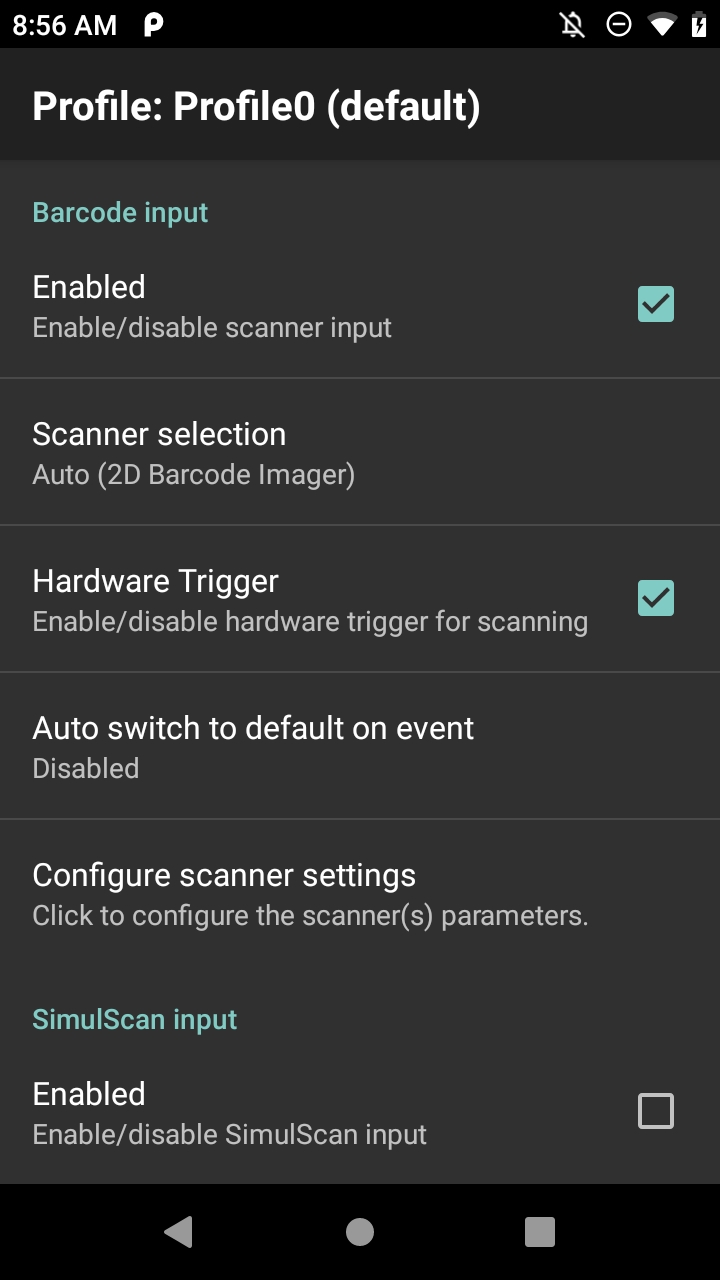 8:56 AM
Profile: Profile0 (default)
Barcode input
Enabled
Enable/disable scanner input
Scanner selection
Auto (2D Barcode Imager)
Hardware Trigger
Enable/disable hardware trigger for scanning
Auto switch to default on event
Disabled
Configure scanner settings
Click to configure the scanner(s) parameters.
SimulScan input
Enabled
Enable/disable SimulScan input